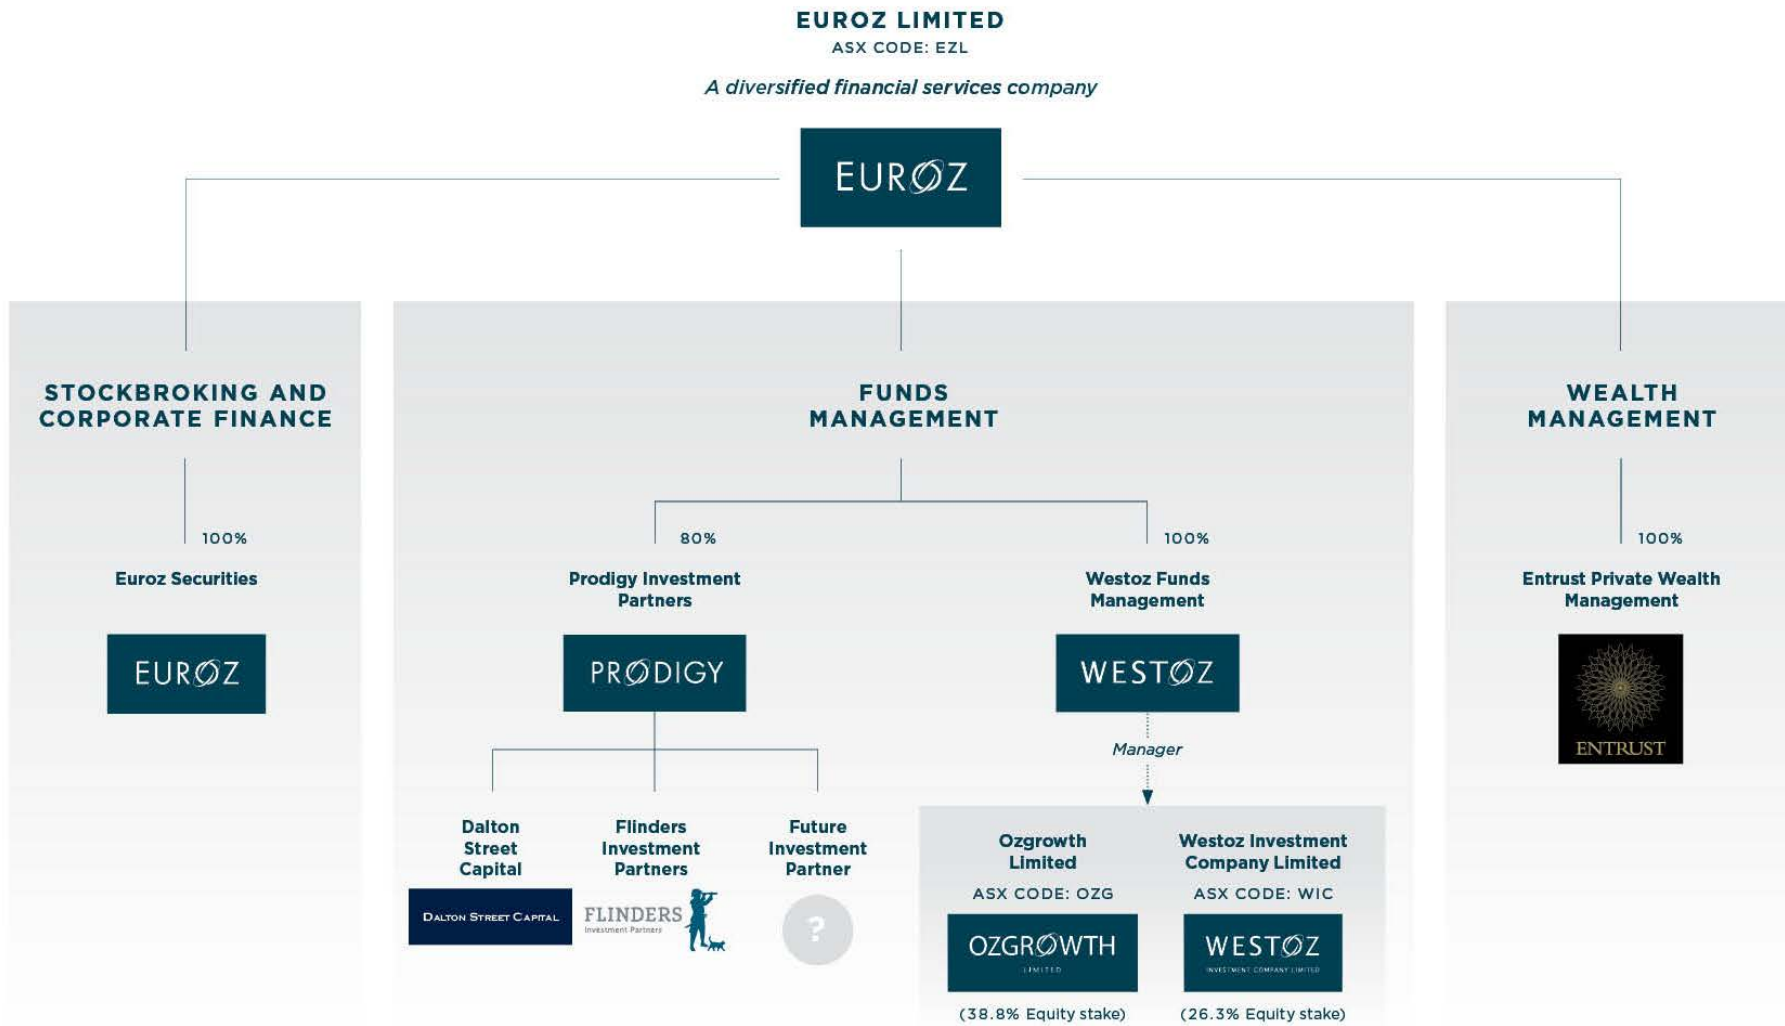 EUROZ LIMITED
ASX CODE: EZL
A diversified financial services company
EUROZ
STOCKBROKING AND
CORPORATE FINANCE
100%
Euroz Securities
EUROZ
FUNDS
MANAGEMENT
80%
Prodigy Investment
Partners
PRODIGY
Dalton
Street
Capital
DALTON STREET CAPITAL
Flinders
Investment
Partners
FLINDERS
Investment Partners
Future
Investment
Partner
?
100%
Westoz Funds
Management
WESTOZ
Manager
Ozgrowth
Limited
ASX CODE: OZG
OZGROWTH
LIMITED
(38.8% Equity stake)
Westoz Investment
Company Limited
ASX CODE: WIC
WESTOZ
INVESTMENT COMPANY LIMITED
(26.3% Equity stake)
WEALTH
MANAGEMENT
100%
Entrust Private Wealth
Management
ENTRUST